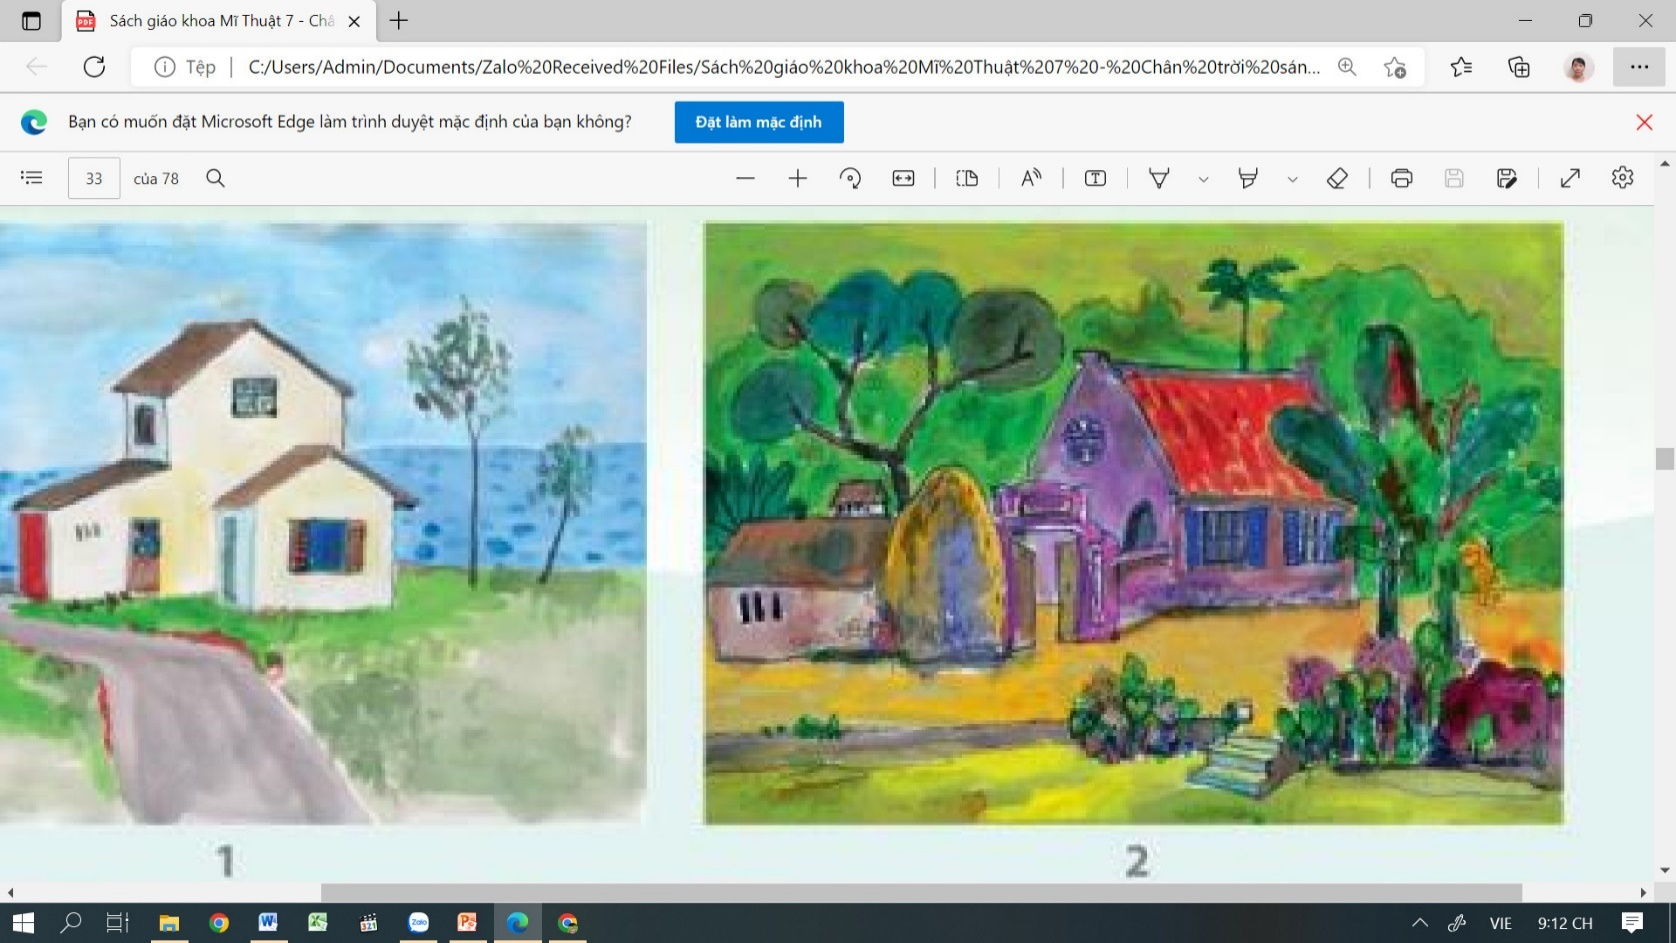 Sách giáo khoa Mĩ Thuật 7 - Châ
Tệp C:/Users/Admin/Documents/Zalo%20Received%20Files/Sách%20giáo%20khoa%20Mĩ%20Thuật%207%20-%20Chân%20trời%20sán...
Bạn có muốn đặt Microsoft Edge làm trình duyệt mặc định của bạn không? Đặt làm mặc định
33 của 78
1 2
VIE 9:12 CH